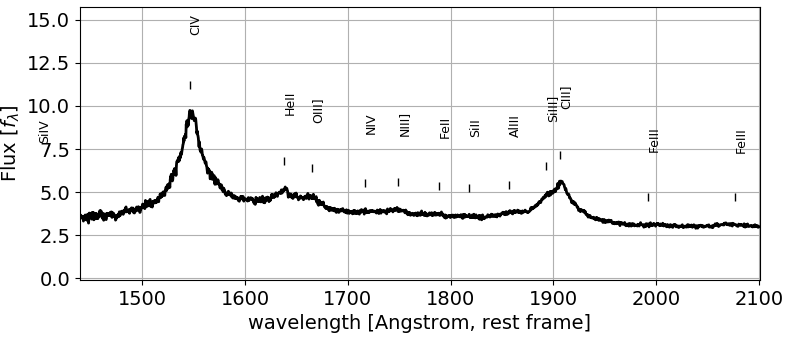 15.0
12.5
10.0
7.5
5.0
2.5
0.0
Flux [fλ]
SiIV
CIV
HeII
OIII]
NIV
NIII]
FeII
SiII
AlIII
SiIII]
CIII]
FeIII
FeIII
1500 1600 1700 1800 1900 2000 2100
wavelength [Angstrom, rest frame]